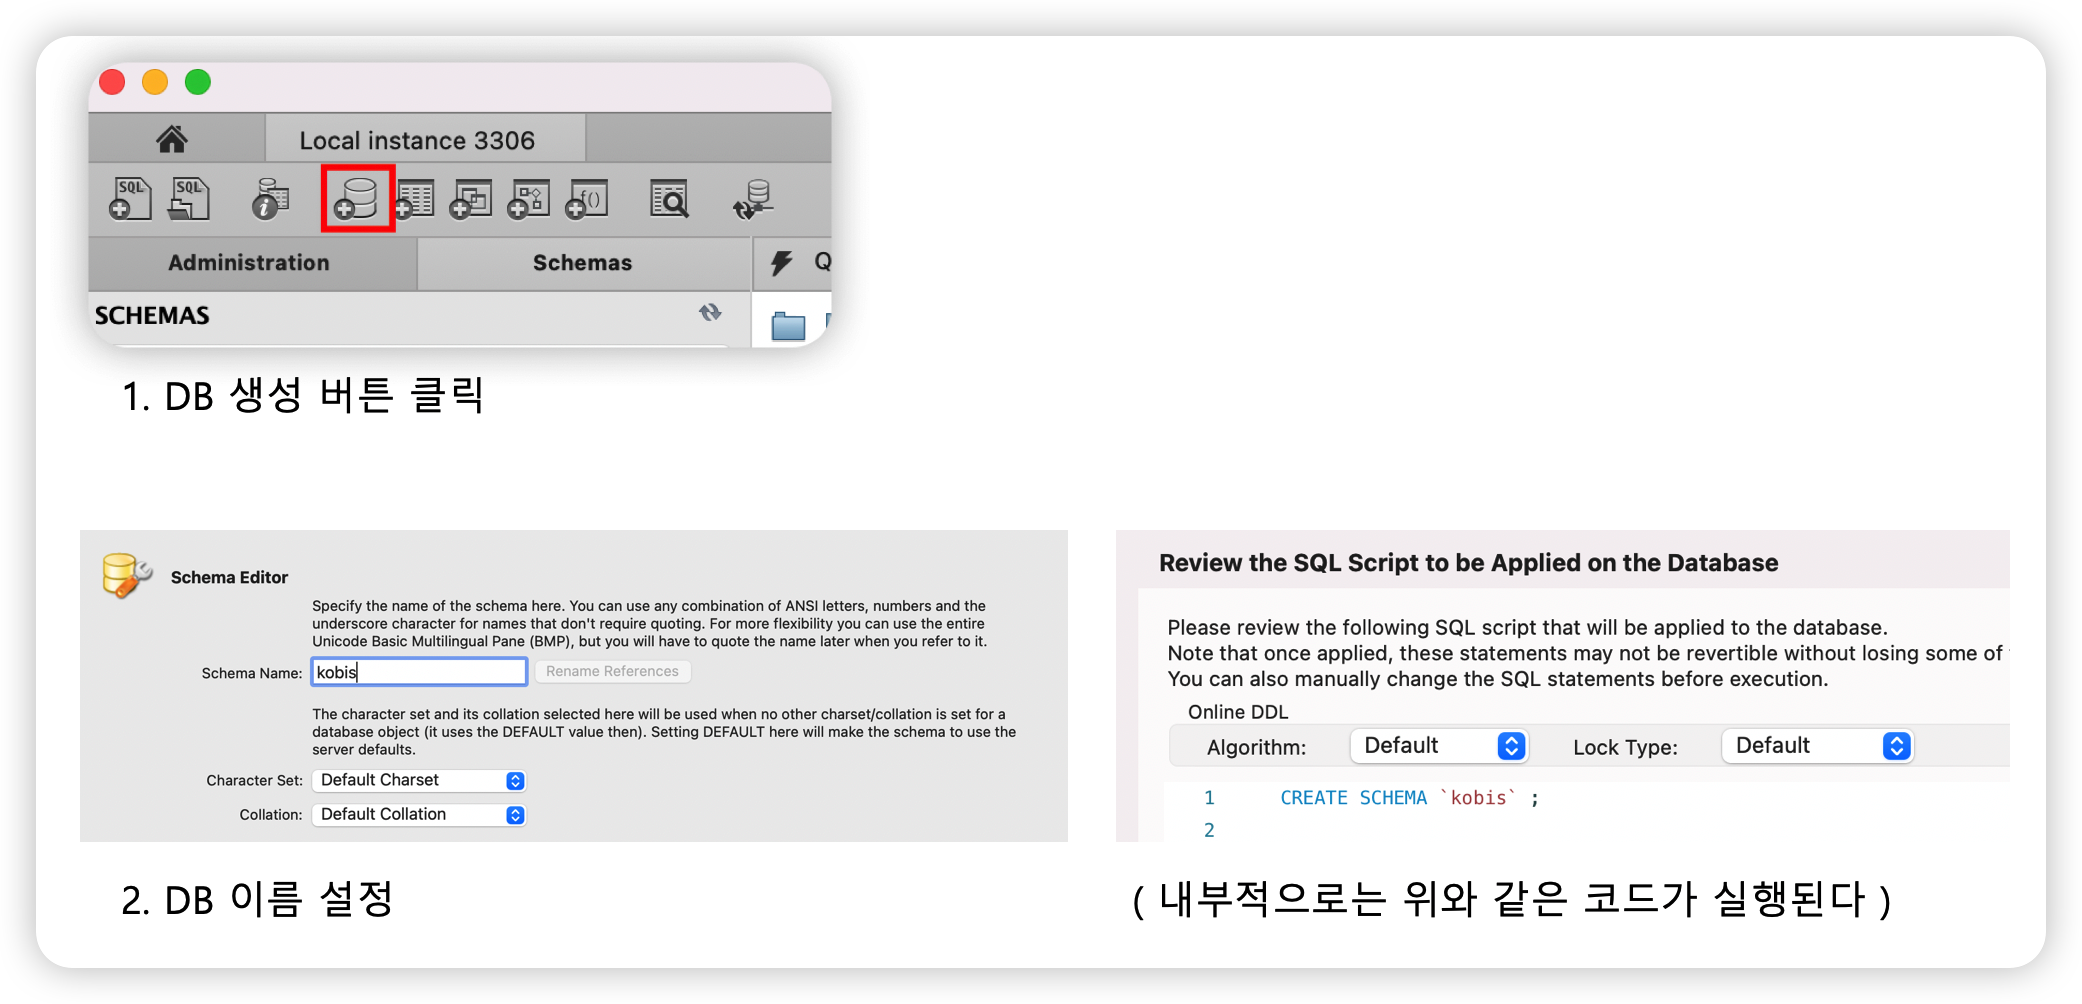 Local instance 3306
SQL
SQL
i
f()
Administration
Schemas
Q
SCHEMAS
1. DB 생성 버튼 클릭
Schema Editor
Specify the name of the schema here. You can use any combination of ANSI letters, numbers and the
underscore character for names that don't require quoting. For more flexibility you can use the entire
Unicode Basic Multilingual Pane (BMP), but you will have to quote the name later when you refer to it.
Schema Name: kobis Rename References
The character set and its collation selected here will be used when no other charset/collation is set for a
database object (it uses the DEFAULT value then). Setting DEFAULT here will make the schema to use the
server defaults.
Character Set: Default Charset
Collation: Default Collation
2. DB 이름 설정
Review the SQL Script to be Applied on the Database
Please review the following SQL script that will be applied to the database.
Note that once applied, these statements may not be revertible without losing some of
You can also manually change the SQL statements before execution.
Online DDL
Algorithm: Default Lock Type: Default
1 CREATE SCHEMA `kobis` ;
2
( 내부적으로는 위와 같은 코드가 실행된다 )